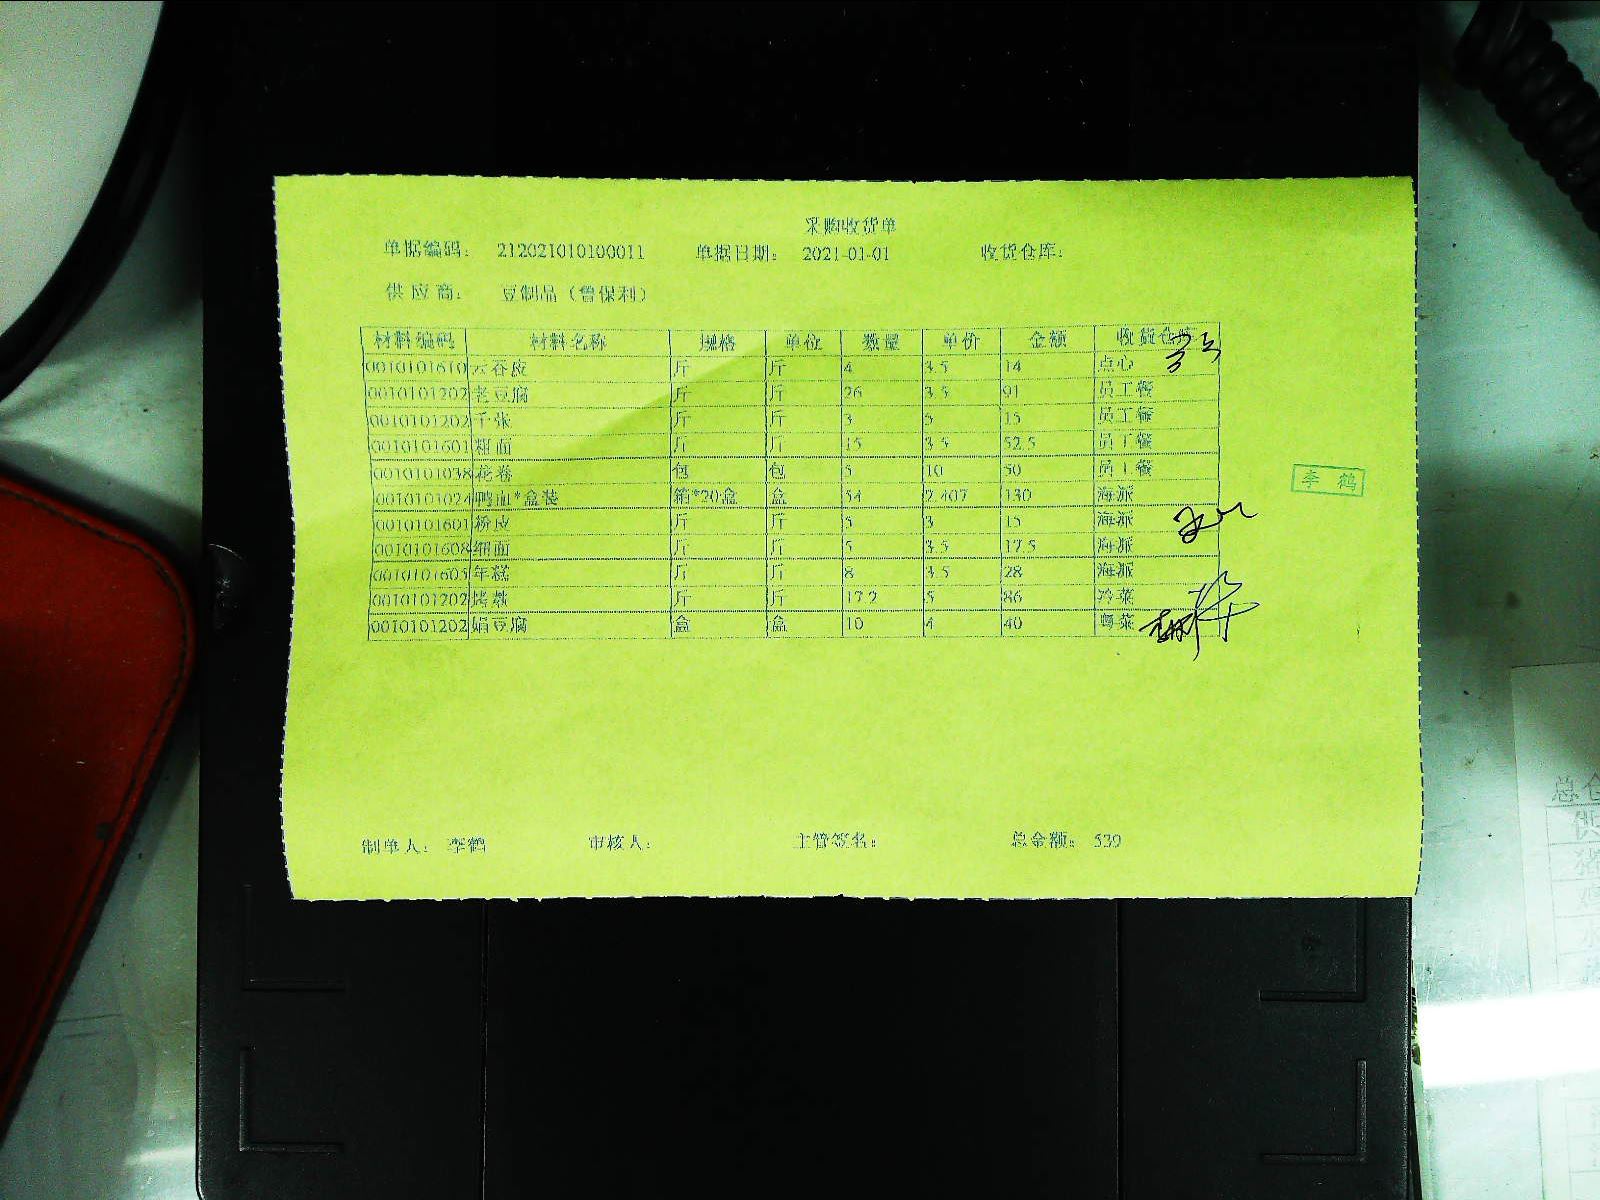 采购收货单
单据编码： 212021010100011 单据日期： 2021-01-01 收货仓库：
供应商： 豆制品（曾保利）
材料编码 材料名称 规格 单位 数量 单价 金额 收货仓库
0010101610 云吞皮 斤 斤 4 3.5 14 点心
0010101202 老豆腐 斤 斤 26 3.5 91 员工餐
0010101202 千张 斤 斤 3 5 15 员工餐
0010101601 粗面 斤 斤 15 3.5 52.5 员工餐
0010101038 花卷 包 包 5 10 50 员工餐
0010101024 鸭血*盒装 箱*20盒 盒 54 2.407 130 海派
0010101601 粉皮 斤 斤 5 3 15 海派
0010101608 细面 斤 斤 5 3.5 17.5 海派
0010101605 年糕 斤 斤 8 3.5 28 海派
0010101202 烤麸 斤 斤 17.2 5 86 冷菜
0010101202 绢豆腐 盒 盒 10 4 40 粤菜
李鹤
制单人： 李鹤 审核人： 主管签名： 总金额： 539
总仓